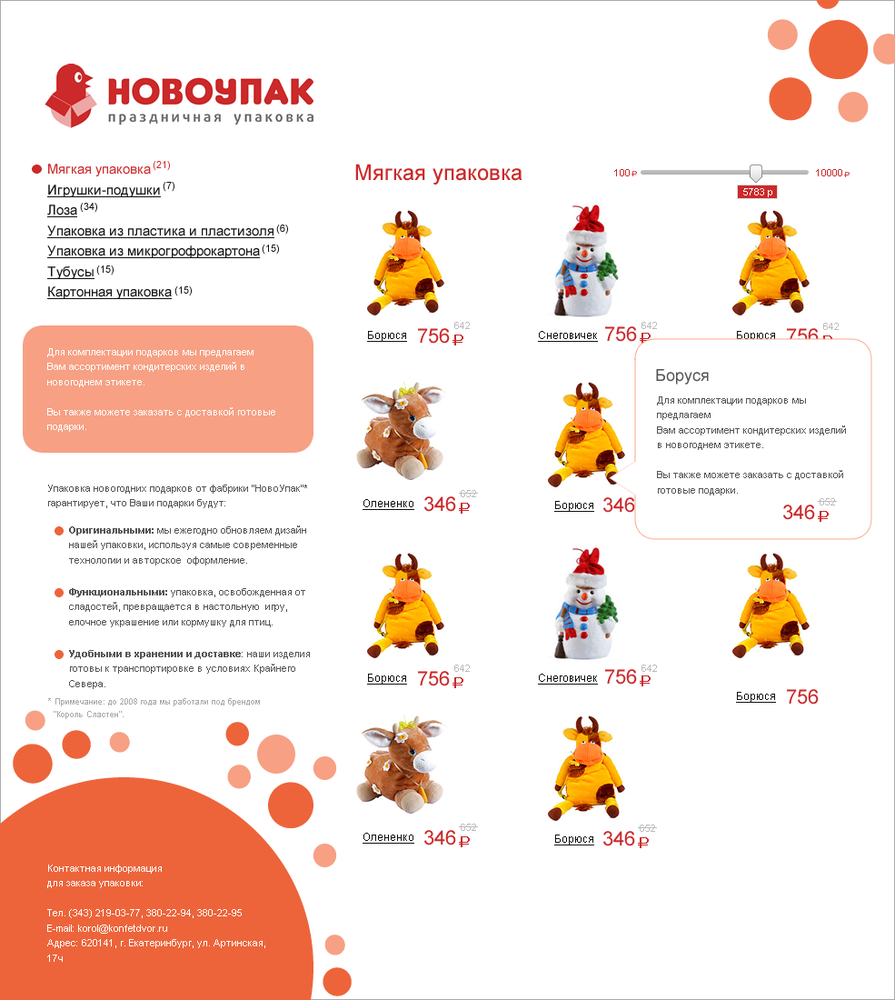 НОВОУПАК
праздничная упаковка
Мягкая упаковка (21)
Игрушки-подушки (7)
Лоза (34)
Упаковка из пластика и пластизоля (6)
Упаковка из микрогрофрокартона (15)
Тубусы (15)
Картонная упаковка (15)
Для комплектации подарков мы предлагаем
Вам ассортимент кондитерских изделий в
новогоднем этикете.
Вы также можете заказать с доставкой готовые
подарки.
Упаковка новогодних подарков от фабрики "НовоУпак"*
гарантирует, что Ваши подарки будут:
Оригинальными: мы ежегодно обновляем дизайн
нашей упаковки, используя самые современные
технологии и авторское оформление.
Функциональными: упаковка, освобожденная от
сладостей, превращается в настольную игру,
елочное украшение или кормушку для птиц.
Удобными в хранении и доставке: наши изделия
готовы к транспортировке в условиях Крайнего
Севера.
* Примечание: до 2008 года мы работали под брендом
"Король Сластен".
Контактная информация
для заказа упаковки:
Тел. (343) 219-03-77, 380-22-94, 380-22-95
E-mail: korol@konfetdvor.ru
Адрес: 620141, г. Екатеринбург, ул. Артинская,
17ч
Мягкая упаковка
100 ₽ 10000 ₽
5783 р
Борюся 756 ₽ 642
Снеговичек 756 ₽ 642
Борюся 756 ₽ 642
Олененко 346 ₽ 652
Борюся 346
Боруся
Для комплектации подарков мы
предлагаем
Вам ассортимент кондитерских изделий
в новогоднем этикете.
Вы также можете заказать с доставкой
готовые подарки.
346 ₽ 652
Борюся 756 ₽ 642
Снеговичек 756 ₽ 642
Борюся 756
Олененко 346 ₽ 652
Борюся 346 ₽ 652